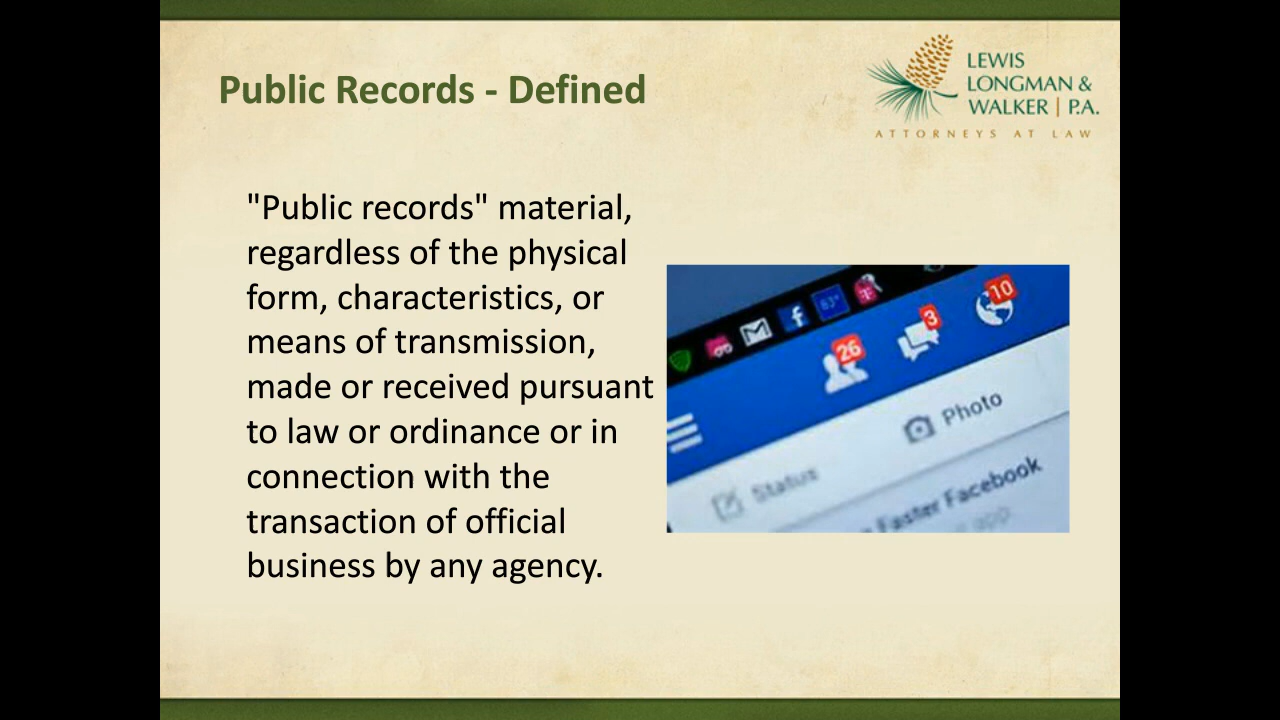 Public Records - Defined
LEWIS
LONGMAN &
WALKER | P.A.
ATTORNEYS AT LAW
"Public records" material,
regardless of the physical
form, characteristics, or
means of transmission,
made or received pursuant
to law or ordinance or in
connection with the
transaction of official
business by any agency.
83°
26
3
10
Photo
Status
Faster Facebook
app